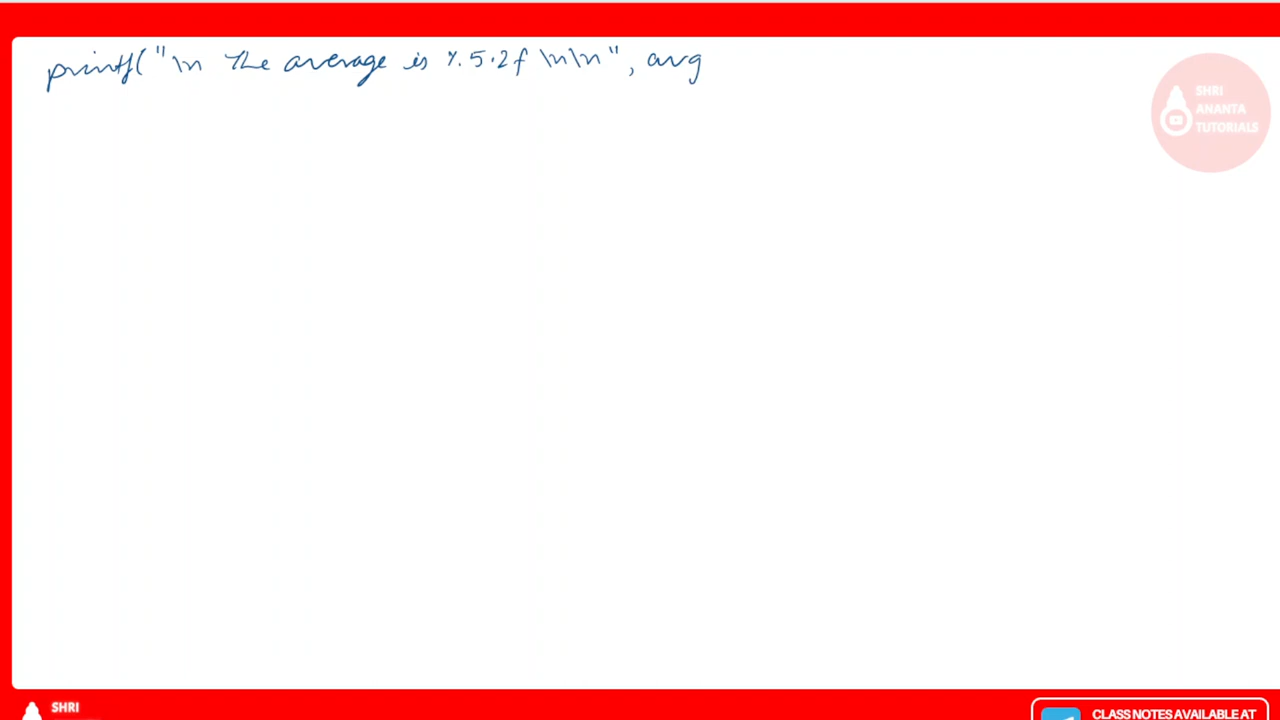 printf("\n The average is %.5.2f \n\n", avg
SHRI
ANANTA
TUTORIALS
SHRI
CLASS NOTES AVAILABLE AT